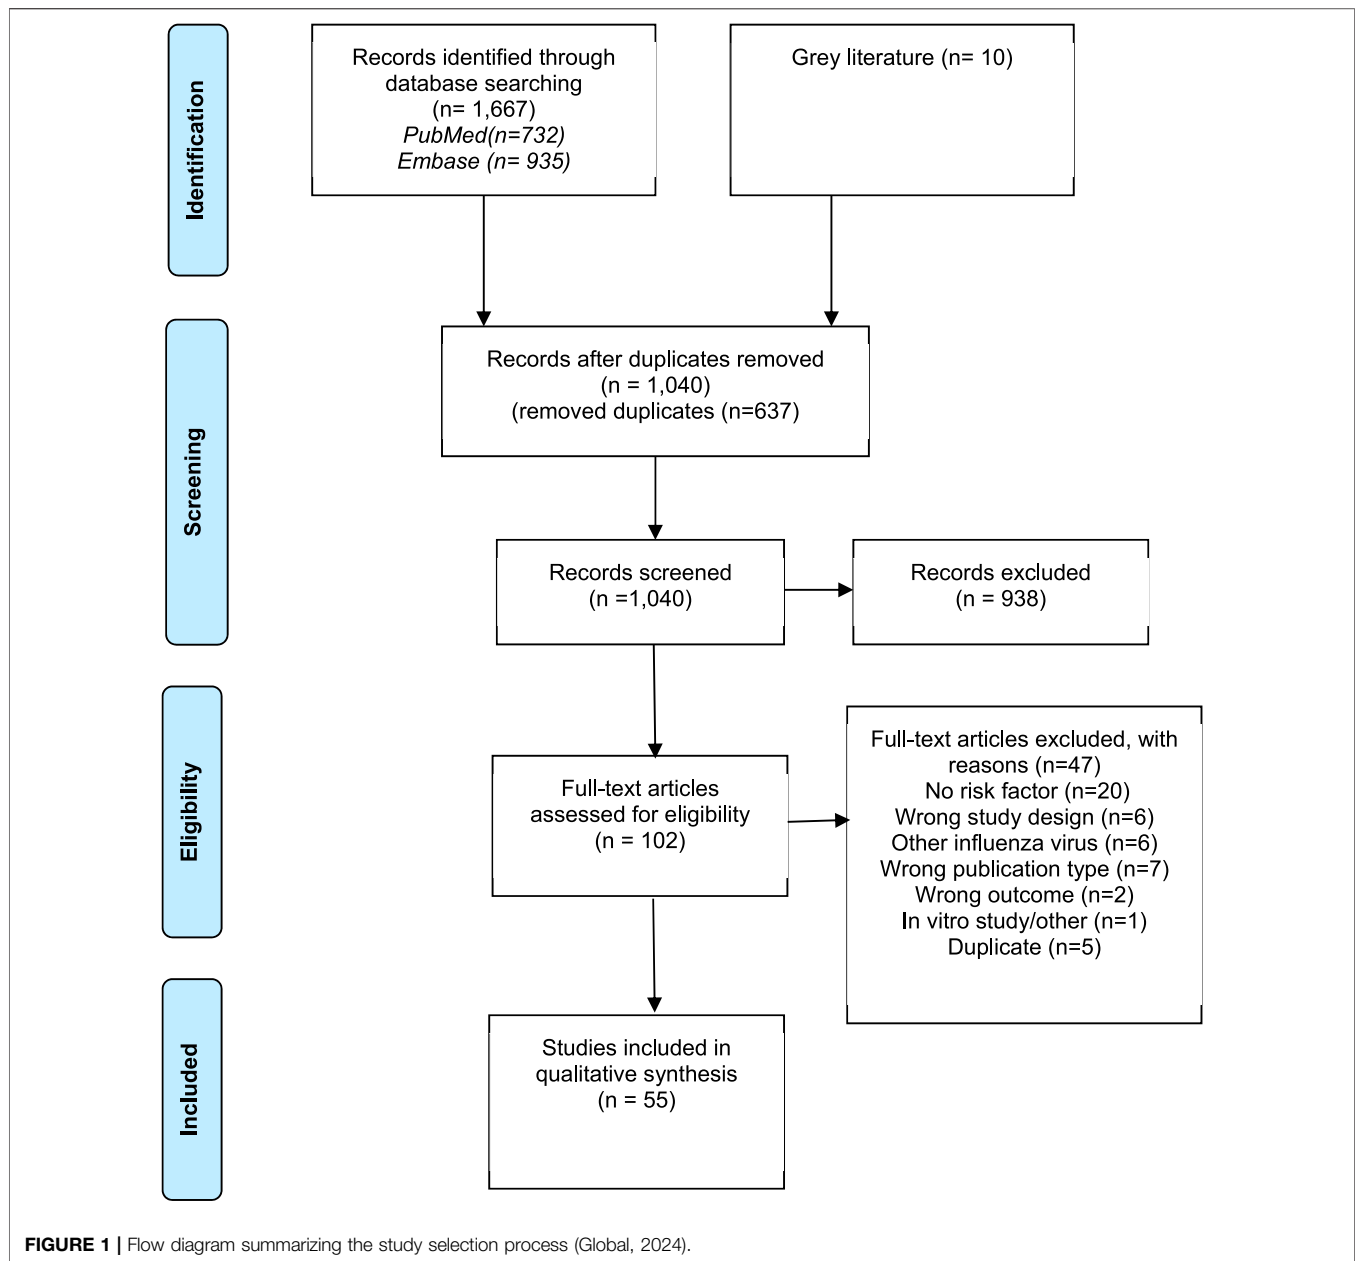 Identification
Records identified through
database searching
(n= 1,667)
PubMed(n=732)
Embase (n= 935)
Grey literature (n= 10)
Screening
Records after duplicates removed
(n = 1,040)
(removed duplicates (n=637)
Records screened
(n =1,040)
Records excluded
(n = 938)
Eligibility
Full-text articles
assessed for eligibility
(n = 102)
Full-text articles excluded, with
reasons (n=47)
No risk factor (n=20)
Wrong study design (n=6)
Other influenza virus (n=6)
Wrong publication type (n=7)
Wrong outcome (n=2)
In vitro study/other (n=1)
Duplicate (n=5)
Included
Studies included in
qualitative synthesis
(n = 55)
FIGURE 1 | Flow diagram summarizing the study selection process (Global, 2024).